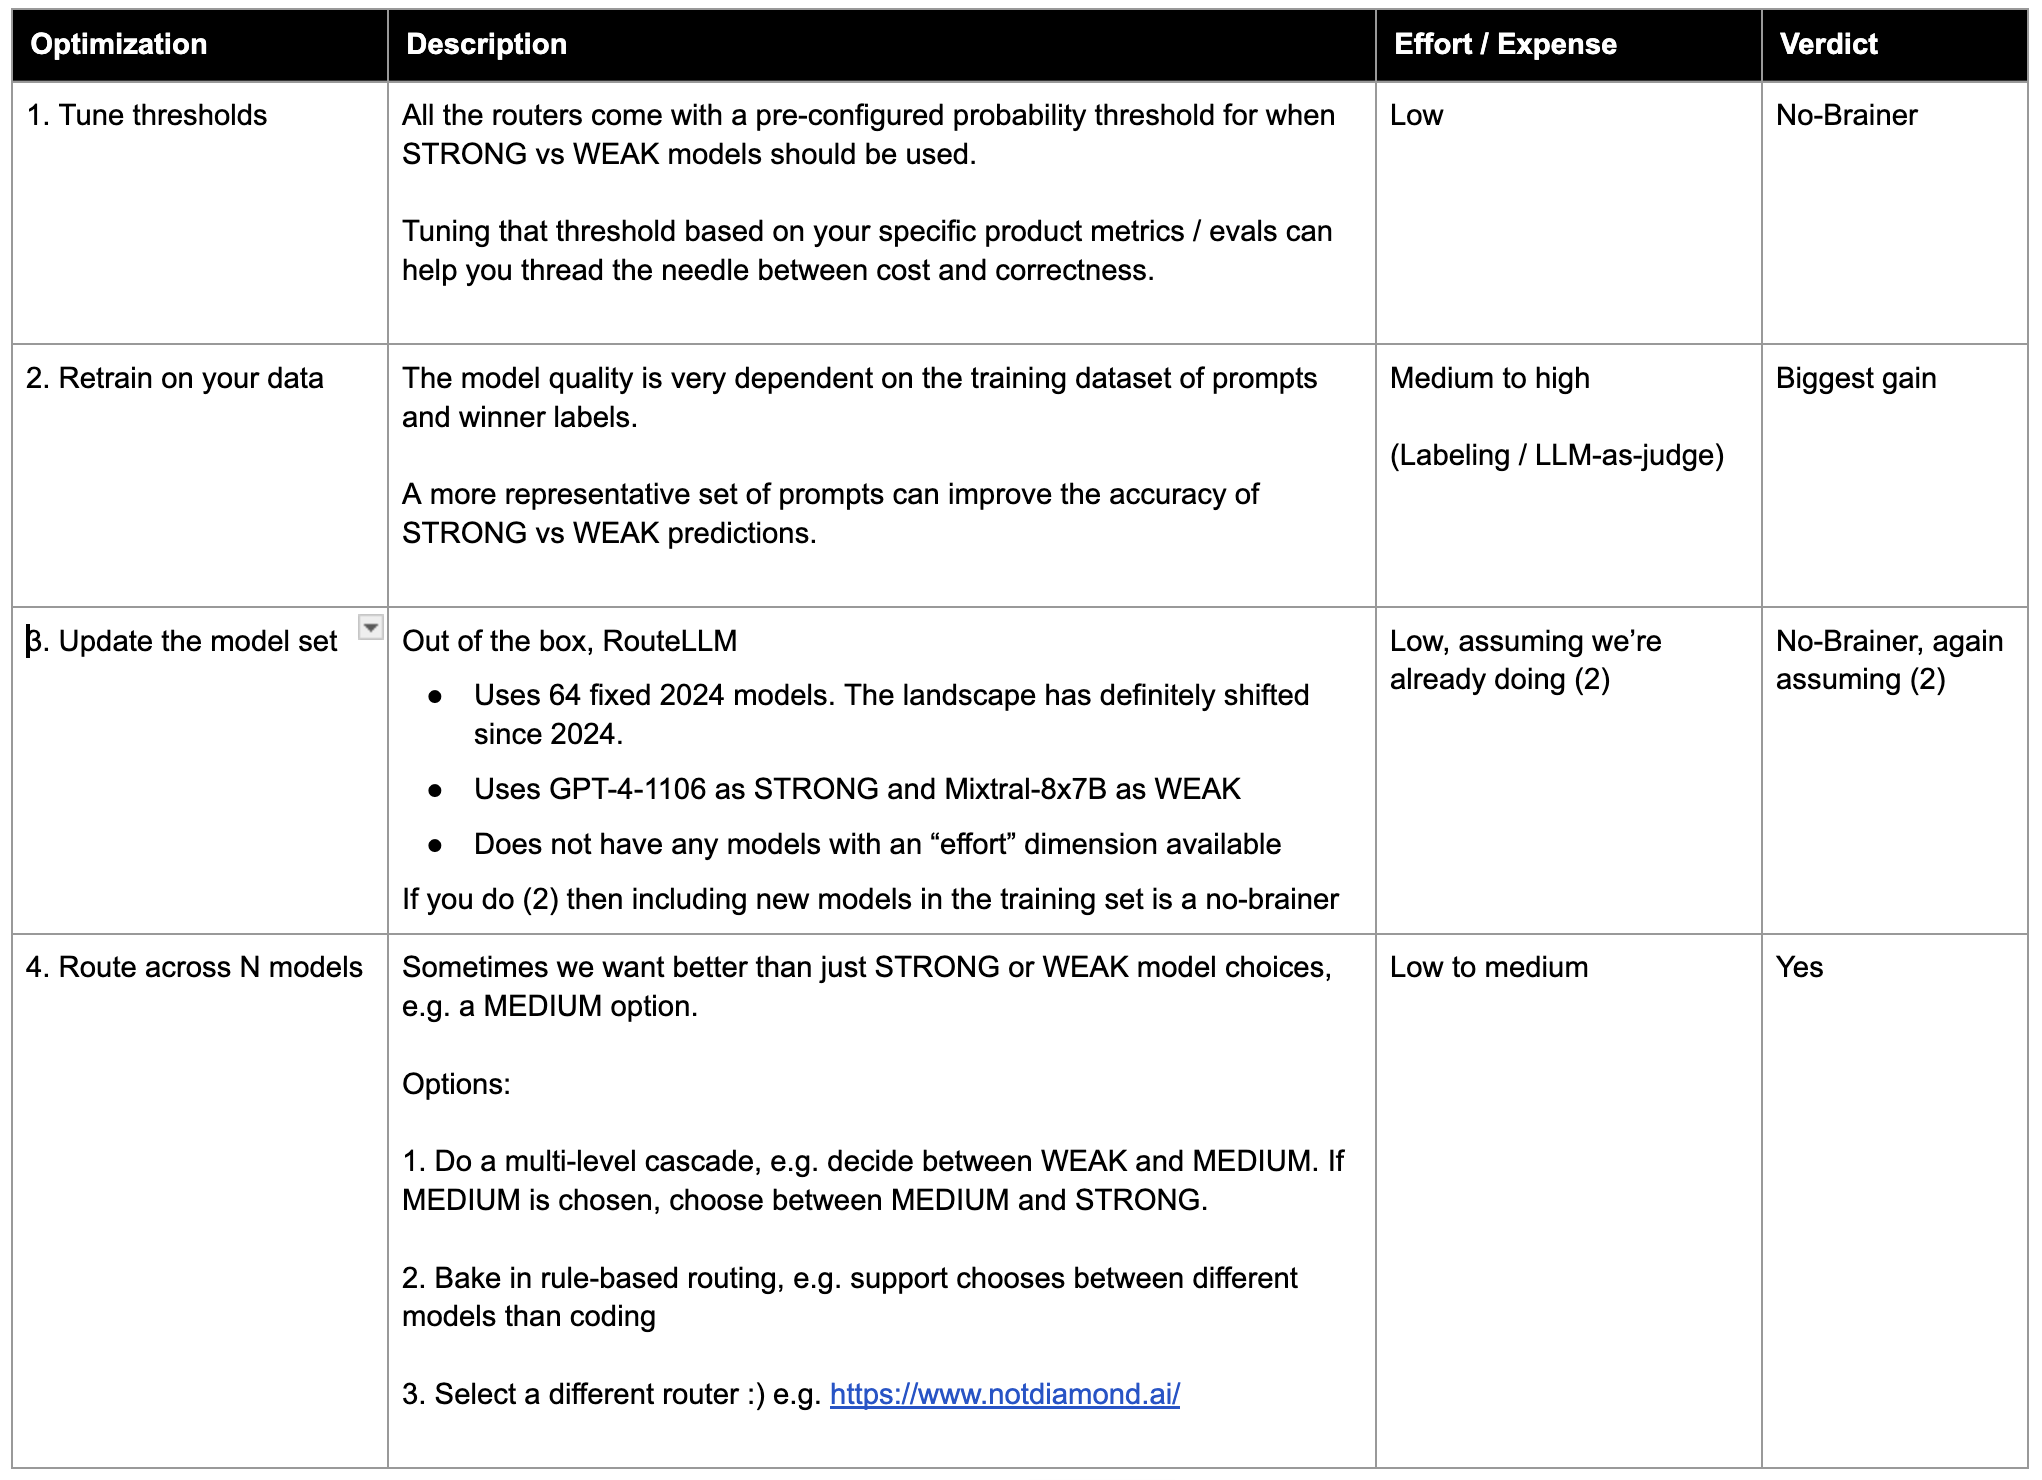 Optimization
Description
Effort / Expense
Verdict
1. Tune thresholds
All the routers come with a pre-configured probability threshold for when
STRONG vs WEAK models should be used.
Tuning that threshold based on your specific product metrics / evals can
help you thread the needle between cost and correctness.
Low
No-Brainer
2. Retrain on your data
The model quality is very dependent on the training dataset of prompts
and winner labels.
A more representative set of prompts can improve the accuracy of
STRONG vs WEAK predictions.
Medium to high
(Labeling / LLM-as-judge)
Biggest gain
3. Update the model set
Out of the box, RouteLLM
● Uses 64 fixed 2024 models. The landscape has definitely shifted
since 2024.
● Uses GPT-4-1106 as STRONG and Mixtral-8x7B as WEAK
● Does not have any models with an “effort” dimension available
If you do (2) then including new models in the training set is a no-brainer
Low, assuming we’re
already doing (2)
No-Brainer, again
assuming (2)
4. Route across N models
Sometimes we want better than just STRONG or WEAK model choices,
e.g. a MEDIUM option.
Options:
1. Do a multi-level cascade, e.g. decide between WEAK and MEDIUM. If
MEDIUM is chosen, choose between MEDIUM and STRONG.
2. Bake in rule-based routing, e.g. support chooses between different
models than coding
3. Select a different router :) e.g. https://www.notdiamond.ai/
Low to medium
Yes